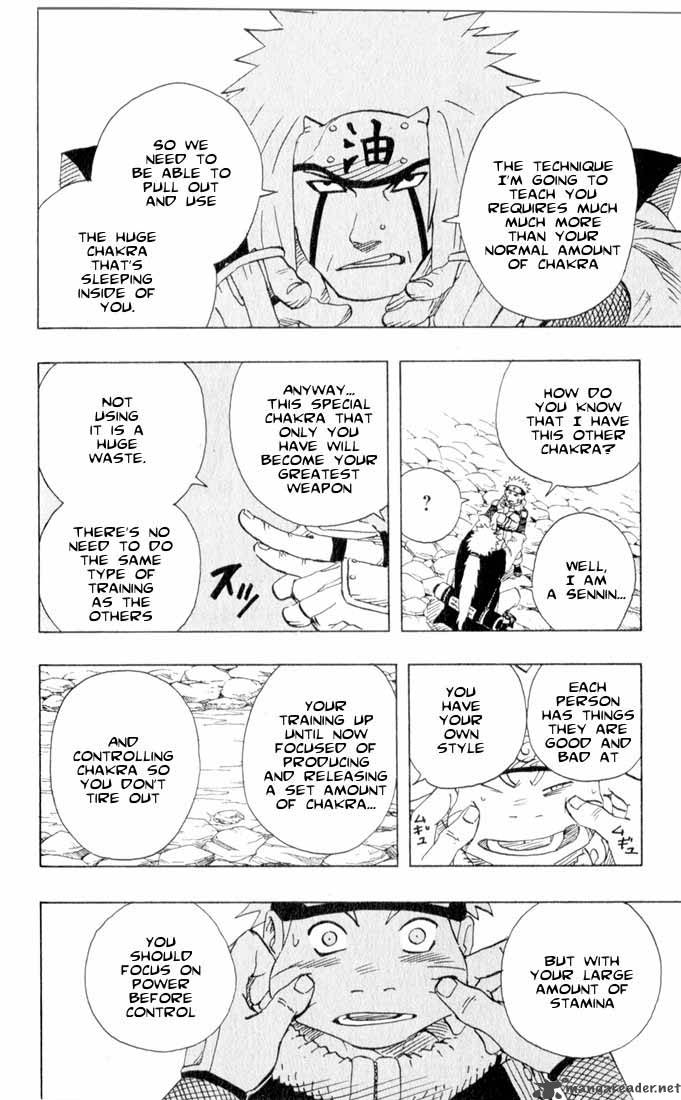 油
THE TECHNIQUE
I'M GOING TO
TEACH YOU
REQUIRES MUCH
MUCH MORE
THAN YOUR
NORMAL AMOUNT
OF CHAKRA
SO WE
NEED TO
BE ABLE TO
PULL OUT
AND USE
THE HUGE
CHAKRA
THAT'S
SLEEPING
INSIDE OF
YOU.
HOW DO
YOU KNOW
THAT I HAVE
THIS OTHER
CHAKRA?
?
WELL,
I AM
A SENNIN...
ANYWAY...
THIS SPECIAL
CHAKRA THAT
ONLY YOU
HAVE WILL
BECOME YOUR
GREATEST
WEAPON
ズッ
NOT
USING
IT IS A
HUGE
WASTE.
THERE'S NO
NEED TO DO
THE SAME
TYPE OF
TRAINING
AS THE
OTHERS
EACH
PERSON
HAS THINGS
THEY ARE
GOOD AND
BAD AT
YOU
HAVE
YOUR
OWN
STYLE
ムギュ
ムギュ
YOUR
TRAINING UP
UNTIL NOW
FOCUSED OF
PRODUCING
AND RELEASING
A SET AMOUNT
OF CHAKRA...
AND
CONTROLLING
CHAKRA SO
YOU DON'T
TIRE OUT
BUT WITH
YOUR LARGE
AMOUNT OF
STAMINA
YOU
SHOULD
FOCUS ON
POWER
BEFORE
CONTROL
mangareader.net